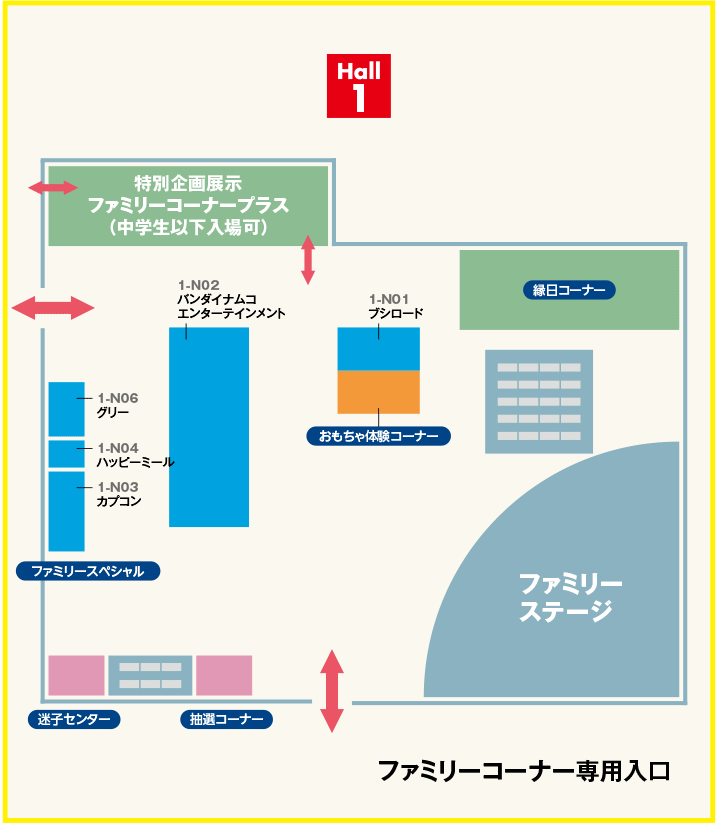 Hall
1
特別企画展示
ファミリーコーナープラス
(中学生以下入場可)
1-N02
バンダイナムコ
エンターテインメント
1-N01
ブシロード
縁日コーナー
おもちゃ体験コーナー
1-N06
グリー
1-N04
ハッピーミール
1-N03
カプコン
ファミリースペシャル
ファミリー
ステージ
迷子センター
抽選コーナー
ファミリーコーナー専用入口